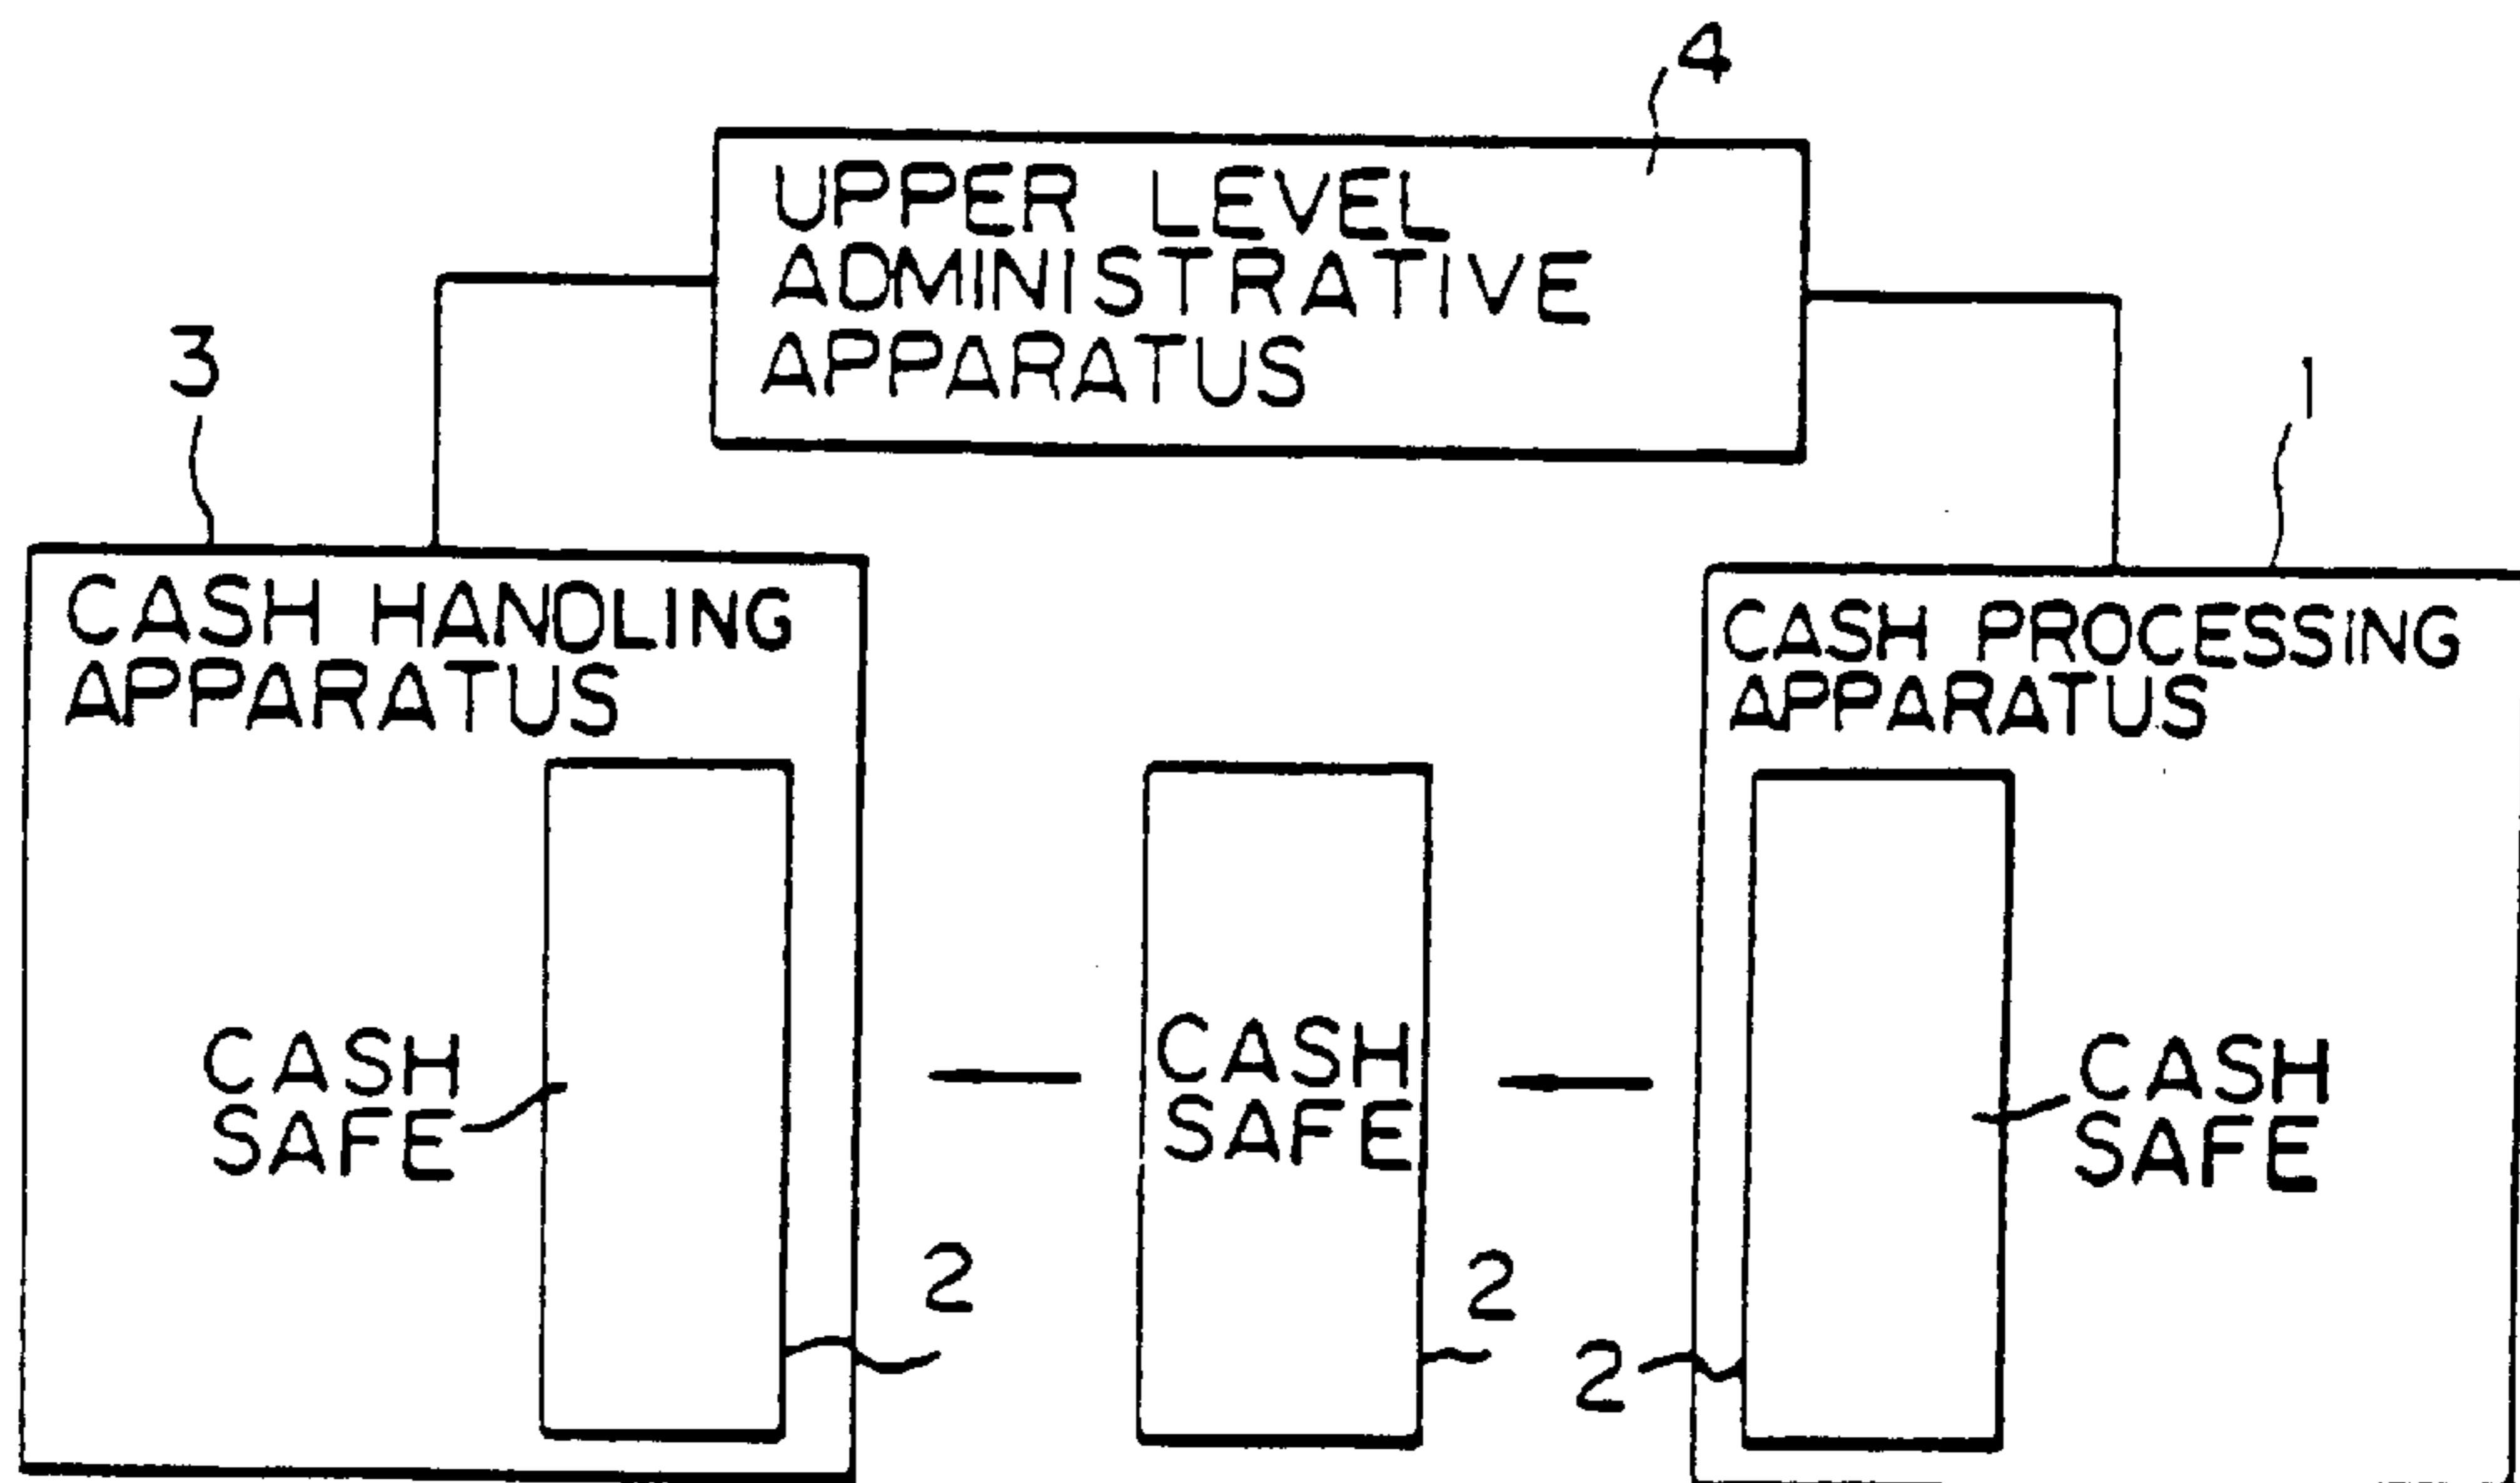 4
UPPER LEVEL
ADMINISTRATIVE
APPARATUS
3
1
CASH HANDLING
APPARATUS
CASH PROCESSING
APPARATUS
CASH
SAFE
CASH
SAFE
CASH
SAFE
2
2
2